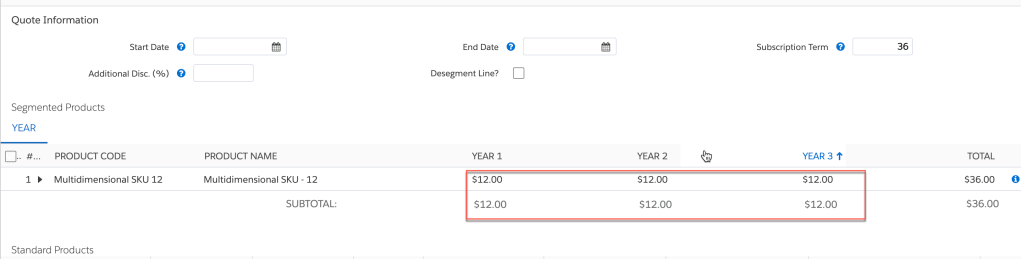 Quote Information
Start Date ? End Date ? Subscription Term ? 36
Additional Disc. (%) ? Desegment Line?
Segmented Products
YEAR
#... PRODUCT CODE PRODUCT NAME YEAR 1 YEAR 2 YEAR 3 ↑ TOTAL
1 Multidimensional SKU 12 Multidimensional SKU - 12 $12.00 $12.00 $12.00 $36.00 i
SUBTOTAL: $12.00 $12.00 $12.00 $36.00
Standard Products